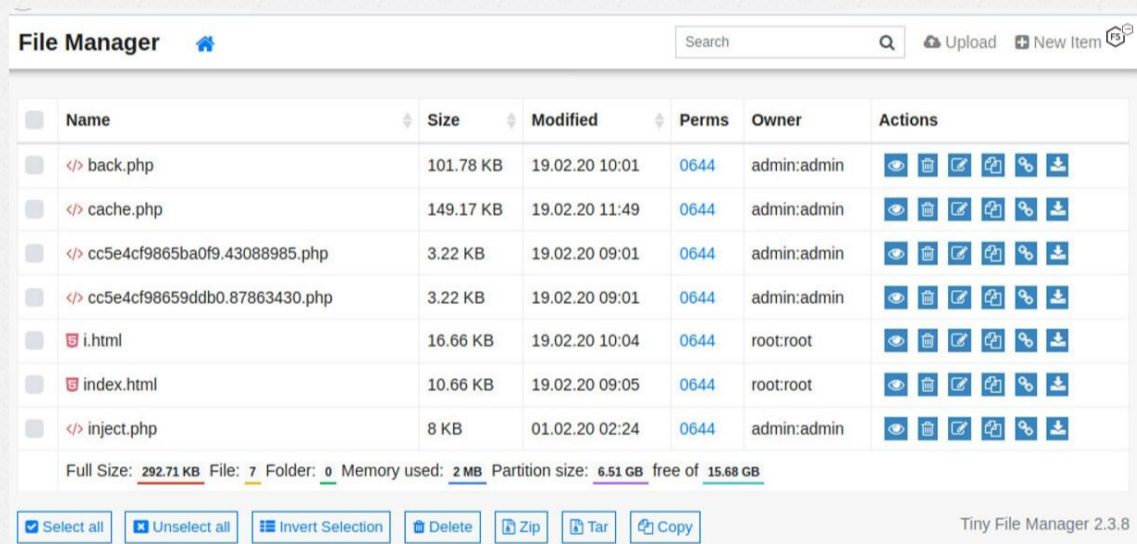 File Manager Search Upload New Item F5
Name Size Modified Perms Owner Actions
</> back.php 101.78 KB 19.02.20 10:01 0644 admin:admin
</> cache.php 149.17 KB 19.02.20 11:49 0644 admin:admin
</> cc5e4cf9865ba0f9.43088985.php 3.22 KB 19.02.20 09:01 0644 admin:admin
</> cc5e4cf98659ddb0.87863430.php 3.22 KB 19.02.20 09:01 0644 admin:admin
i.html 16.66 KB 19.02.20 10:04 0644 root:root
index.html 10.66 KB 19.02.20 09:05 0644 root:root
</> inject.php 8 KB 01.02.20 02:24 0644 admin:admin
Full Size: 292.71 KB File: 7 Folder: 0 Memory used: 2 MB Partition size: 6.51 GB free of 15.68 GB
Select all Unselect all Invert Selection Delete Zip Tar Copy Tiny File Manager 2.3.8